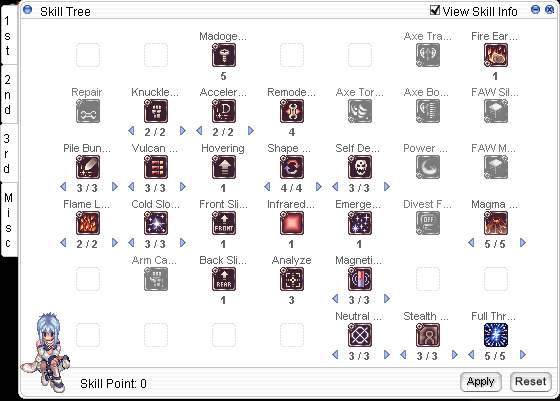 Skill Tree
View Skill Info
1st
2nd
3rd
Misc
Madoge...
Axe Tra...
Fire Ear...
5
1
Repair
Knuckle...
Acceler...
Remode...
Axe Tor...
Axe Bo...
FAW Sil...
2 / 2
2 / 2
4
Pile Bun...
Vulcan ...
Hovering
Shape ...
Self De...
Power ...
FAW M...
3 / 3
3 / 3
1
4 / 4
3 / 3
Flame L...
Cold Slo...
Front Sli...
Infrared...
Emerge...
Divest F...
Magma ...
FRONT
OFF
2 / 2
3 / 3
1
1
1
5 / 5
Arm Ca...
Back Sli...
Analyze
Magneti...
REAR
1
3
3 / 3
Neutral ...
Stealth ...
Full Thr...
3 / 3
3 / 3
5 / 5
Skill Point: 0
Apply
Reset